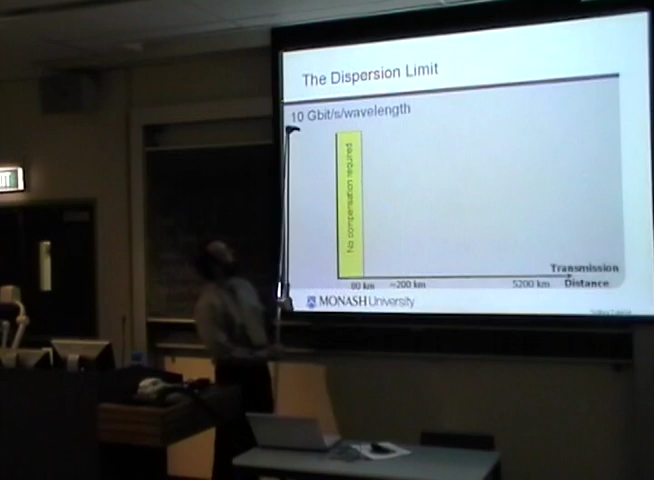 The Dispersion Limit
10 Gbit/s/wavelength
No compensation required
Transmission
80 km ~200 km 5200 km Distance
MONASH University